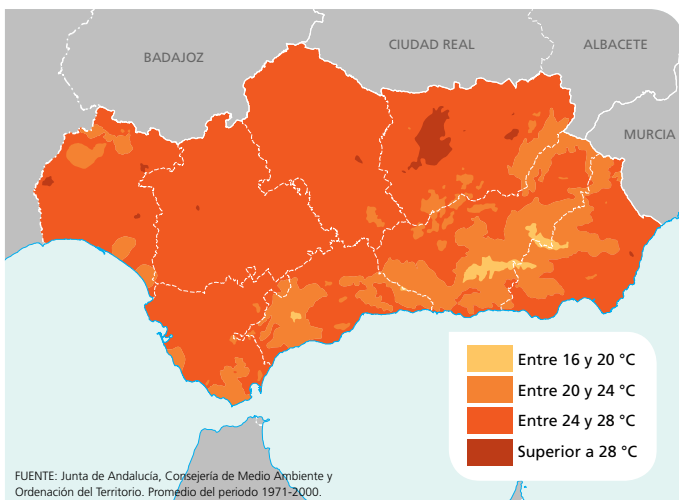 BADAJOZ
CIUDAD REAL
ALBACETE
MURCIA
Entre 16 y 20 °C
Entre 20 y 24 °C
Entre 24 y 28 °C
Superior a 28 °C
FUENTE: Junta de Andalucía, Consejería de Medio Ambiente y
Ordenación del Territorio. Promedio del periodo 1971-2000.